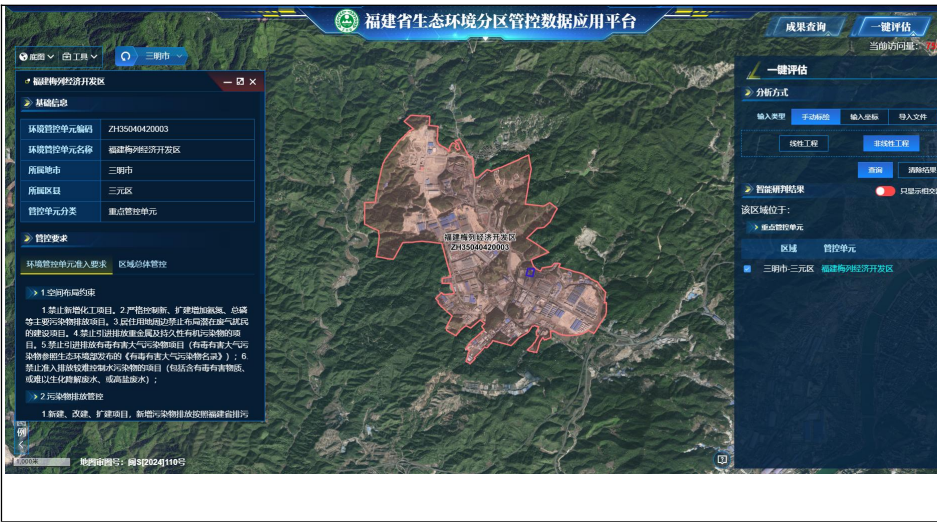 福建省生态环境分区管控数据应用平台
成果查询
一键评估
当前访问量:
底图
工具
三明市
福建梅列经济开发区
基础信息
环境管控单元编码 ZH35040420003
环境管控单元名称 福建梅列经济开发区
所属地市 三明市
所属区县 三元区
管控单元分类 重点管控单元
管控要求
环境管控单元准入要求 区域总体管控
1.空间布局约束
1.禁止新增化工项目。2.严格控制新、扩建增加氨氮、总磷
等主要污染物排放项目。3.居住用地周边禁止布局潜在废气扰民
的建设项目。4.禁止引进排放重金属及持久性有机污染物的项
目。5.禁止引进排放有毒有害大气污染物项目（有毒有害大气污
染物参照生态环境部发布的《有毒有害大气污染物名录》）；6.
禁止准入排放较难控制水污染物的项目（包括含有毒有害物质、
或难以生化降解废水、或高盐废水）；
2.污染物排放管控
1.新建、改建、扩建项目，新增污染物排放按照福建省排污
例
1,000米
地图审图号：闽S[2024]110号
福建梅列经济开发区
ZH35040420003
一键评估
分析方式
输入类型 手动标绘 输入坐标 导入文件
线性工程 非线性工程
查询 清除结果
智能研判结果 只显示相交
该区域位于：
重点管控单元
区域 管控单元
三明市-三元区 福建梅列经济开发区